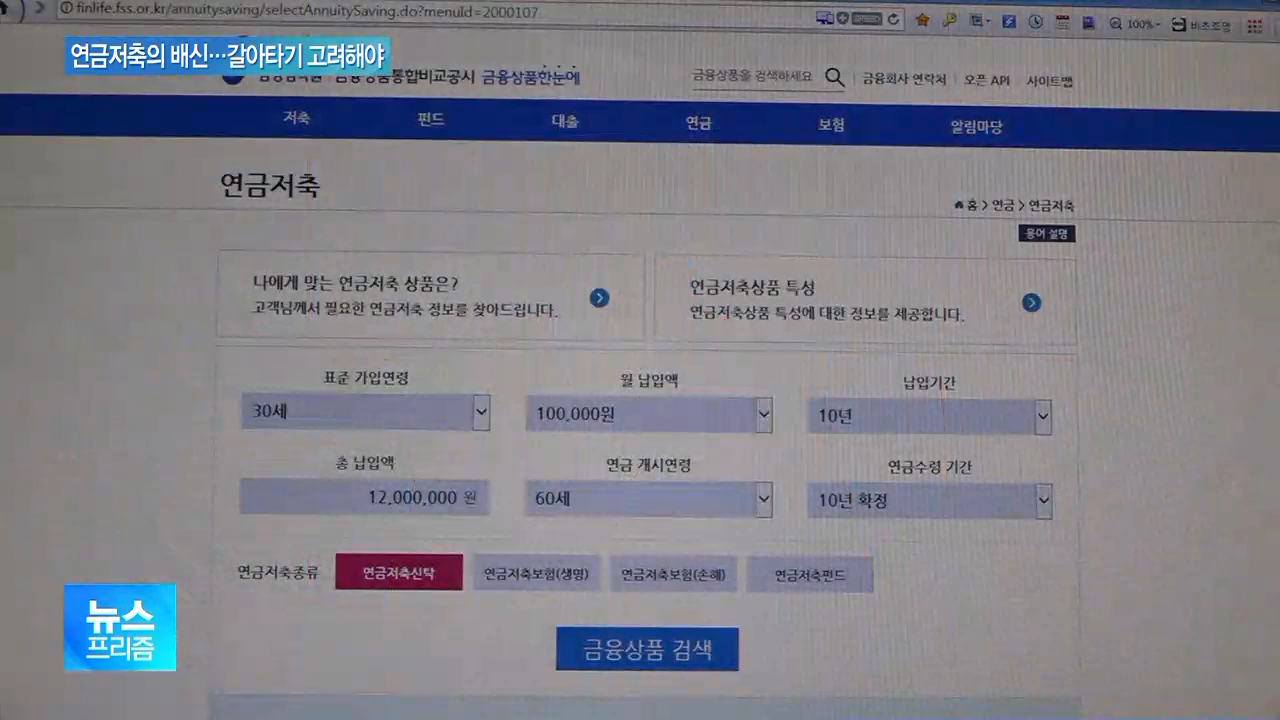 finlife.fss.or.kr/annuitysaving/selectAnnuitySaving.do?menuId=2000107
100%
비즈조명
연금저축의 배신…갈아타기 고려해야
금융상품통합비교공시 금융상품한눈에
금융상품을 검색하세요
금융회사 연락처 오픈 API 사이트맵
저축 펀드 대출 연금 보험 알림마당
연금저축
홈 > 연금 > 연금저축
용어 설명
나에게 맞는 연금저축 상품은?
고객님께서 필요한 연금저축 정보를 찾아드립니다.
연금저축상품 특성
연금저축상품 특성에 대한 정보를 제공합니다.
표준 가입연령 월 납입액 납입기간
30세 100,000원 10년
총 납입액 연금 개시연령 연금수령 기간
12,000,000 원 60세 10년 확정
연금저축종류 연금저축신탁 연금저축보험(생명) 연금저축보험(손해) 연금저축펀드
금융상품 검색
뉴스
프리즘